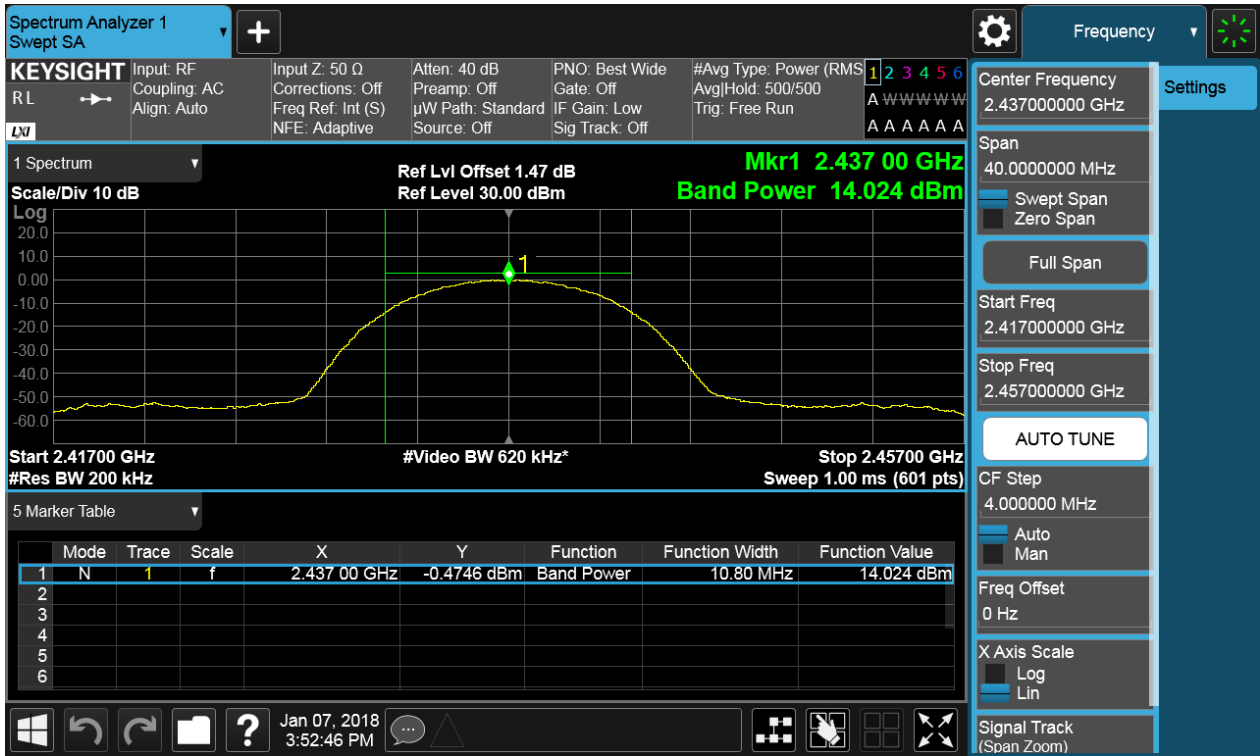 Spectrum Analyzer 1
Swept SA
Frequency
KEYSIGHT
R L
LXI
Input: RF
Coupling: AC
Align: Auto
Input Z: 50 Ω
Corrections: Off
Freq Ref: Int (S)
NFE: Adaptive
Atten: 40 dB
Preamp: Off
µW Path: Standard
Source: Off
PNO: Best Wide
Gate: Off
IF Gain: Low
Sig Track: Off
#Avg Type: Power (RMS
Avg|Hold: 500/500
Trig: Free Run
1 2 3 4 5 6
A W W W W W
A A A A A A
1 Spectrum
Scale/Div 10 dB
Ref Lvl Offset 1.47 dB
Ref Level 30.00 dBm
Mkr1 2.437 00 GHz
Band Power 14.024 dBm
Log
20.0
10.0
0.00
-10.0
-20.0
-30.0
-40.0
-50.0
-60.0
1
Start 2.41700 GHz
#Video BW 620 kHz*
Stop 2.45700 GHz
#Res BW 200 kHz
Sweep 1.00 ms (601 pts)
5 Marker Table
Mode Trace Scale X Y Function Function Width Function Value
1 N 1 f 2.437 00 GHz -0.4746 dBm Band Power 10.80 MHz 14.024 dBm
2
3
4
5
6
Jan 07, 2018
3:52:46 PM
?
Center Frequency
2.437000000 GHz
Span
40.0000000 MHz
Swept Span
Zero Span
Full Span
Start Freq
2.417000000 GHz
Stop Freq
2.457000000 GHz
AUTO TUNE
CF Step
4.000000 MHz
Auto
Man
Freq Offset
0 Hz
X Axis Scale
Log
Lin
Signal Track
(Span Zoom)
Settings